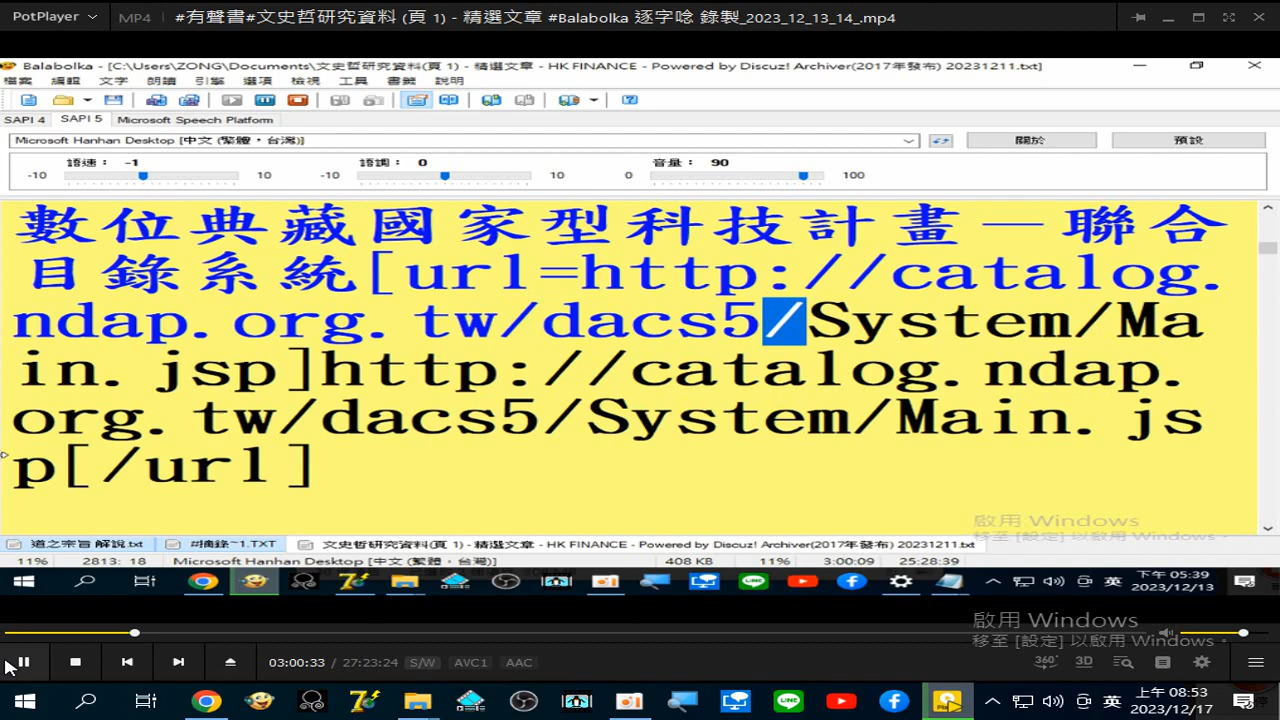 PotPlayer MP4 #有聲書#文史哲研究資料 (頁 1) - 精選文章 #Balabolka 逐字唸 錄製_2023_12_13_14_.mp4
Balabolka - [C:\Users\ZONG\Documents\文史哲研究資料(頁 1) - 精選文章 - HK FINANCE - Powered by Discuz! Archiver(2017年發布) 20231211.txt]
檔案 編輯 文字 朗讀 引擎 選項 檢視 工具 書籤 說明
SAPI 4 SAPI 5 Microsoft Speech Platform
Microsoft Hanhan Desktop [中文 (繁體，台灣)] 關於 預設
語速： -1 語調： 0 音量： 90
-10 10 -10 10 0 100
數位典藏國家型科技計畫－聯合
目錄系統[url=http://catalog.
ndap.org.tw/dacs5/System/Ma
in.jsp]http://catalog.ndap.
org.tw/dacs5/System/Main.js
p[/url]
啟用 Windows
移至 [設定] 以啟用 Windows。
道之宗旨 解說.txt #摘錄~1.TXT 文史哲研究資料(頁 1) - 精選文章 - HK FINANCE - Powered by Discuz! Archiver(2017年發布) 20231211.txt
11% 2813: 18 Microsoft Hanhan Desktop [中文 (繁體，台灣)] 408 KB 11% 3:00:09 25:28:39
英 下午 05:39
2023/12/13
啟用 Windows
移至 [設定] 以啟用 Windows。
03:00:33 / 27:23:24 S/W AVC1 AAC 360° 3D
英 上午 08:53
2023/12/17